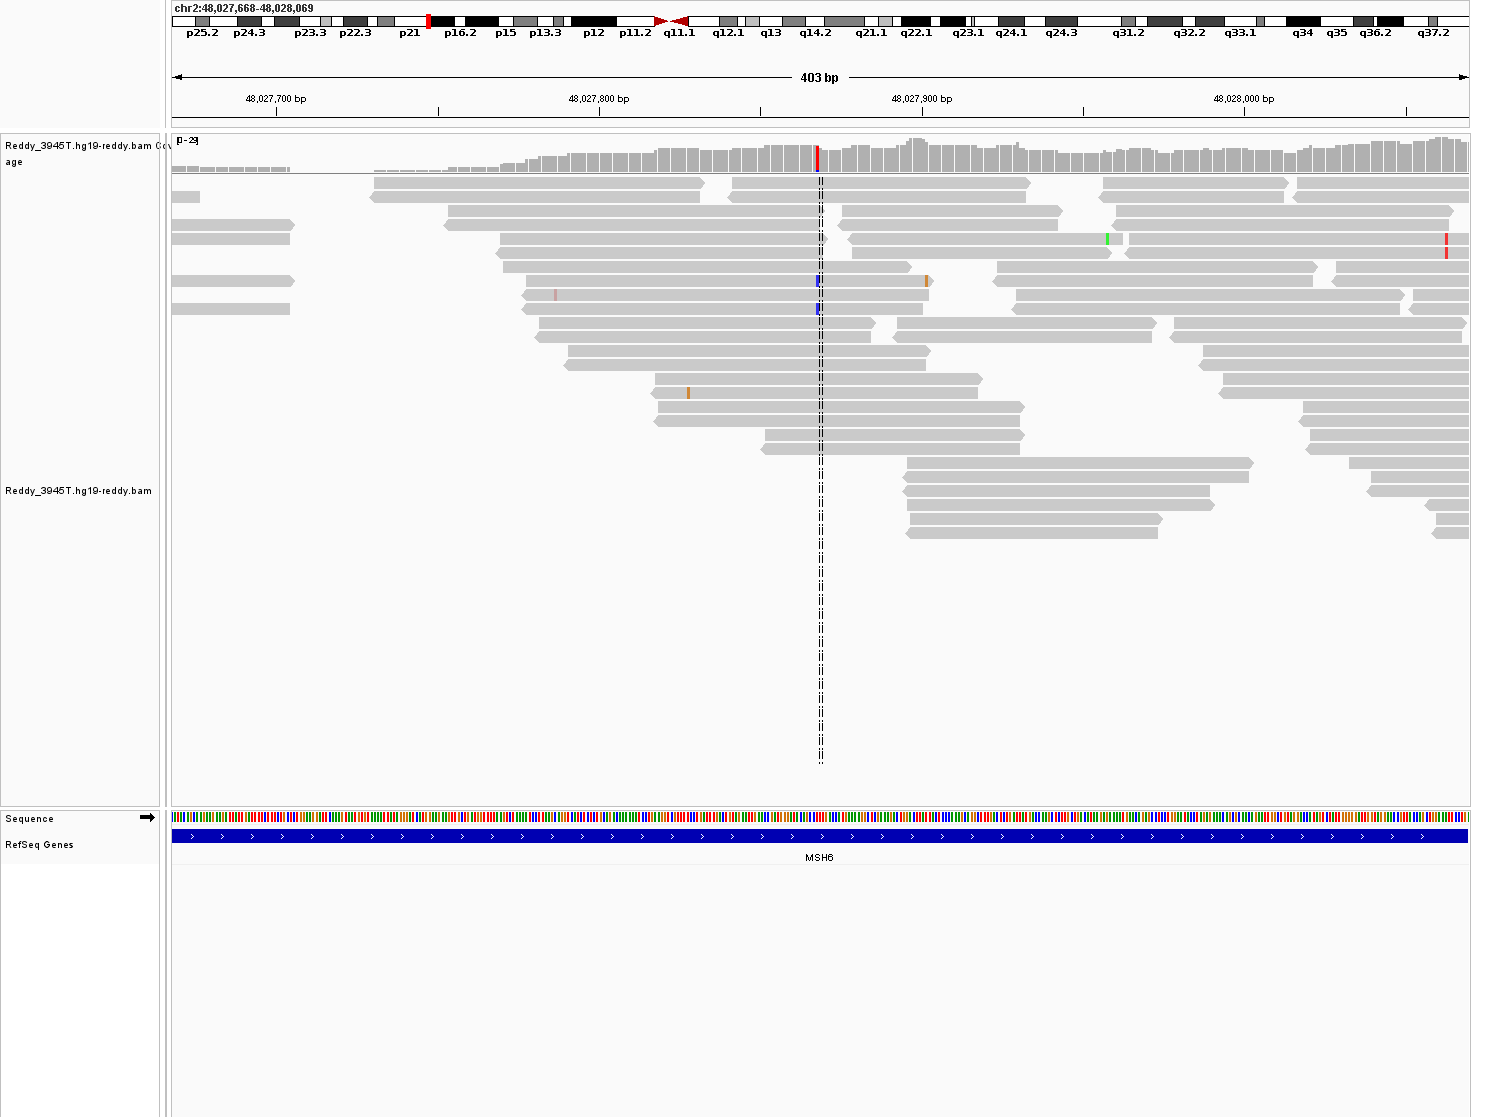 chr2:48,027,668-48,028,069
p25.2 p24.3 p23.3 p22.3 p21 p16.2 p15 p13.3 p12 p11.2 q11.1 q12.1 q13 q14.2 q21.1 q22.1 q23.1 q24.1 q24.3 q31.2 q32.2 q33.1 q34 q35 q36.2 q37.2
403 bp
48,027,700 bp 48,027,800 bp 48,027,900 bp 48,028,000 bp
[0-29]
Reddy_3945T.hg19-reddy.bam Cov
age
Reddy_3945T.hg19-reddy.bam
Sequence
RefSeq Genes
MSH6